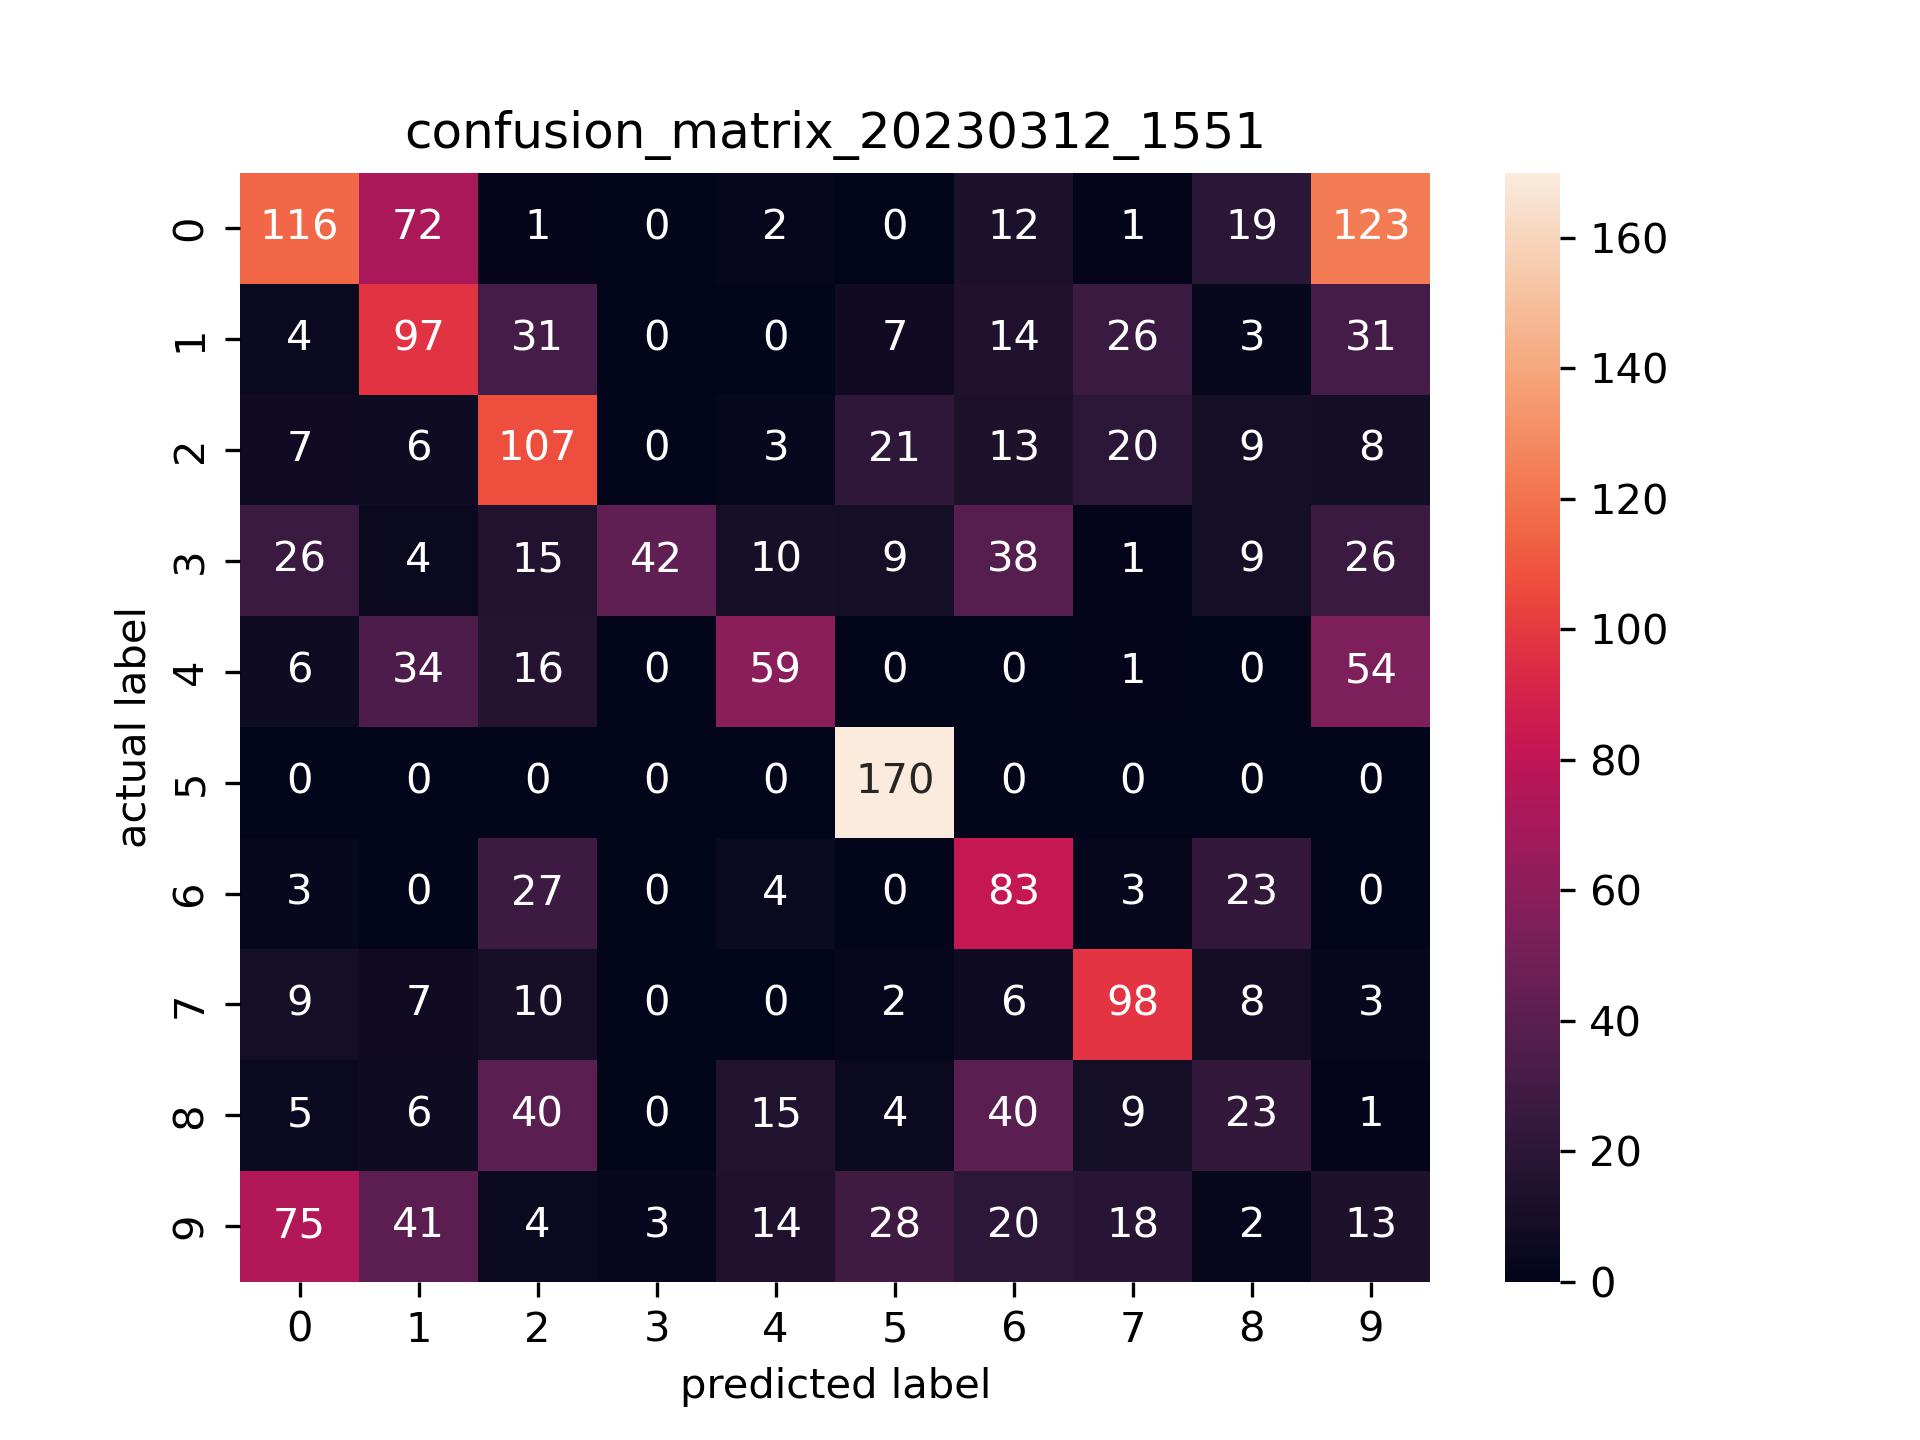 confusion_matrix_20230312_1551
0 116 72 1 0 2 0 12 1 19 123
1 4 97 31 0 0 7 14 26 3 31
2 7 6 107 0 3 21 13 20 9 8
3 26 4 15 42 10 9 38 1 9 26
4 6 34 16 0 59 0 0 1 0 54
5 0 0 0 0 0 170 0 0 0 0
6 3 0 27 0 4 0 83 3 23 0
7 9 7 10 0 0 2 6 98 8 3
8 5 6 40 0 15 4 40 9 23 1
9 75 41 4 3 14 28 20 18 2 13
0 1 2 3 4 5 6 7 8 9
predicted label
actual label
160
140
120
100
80
60
40
20
0